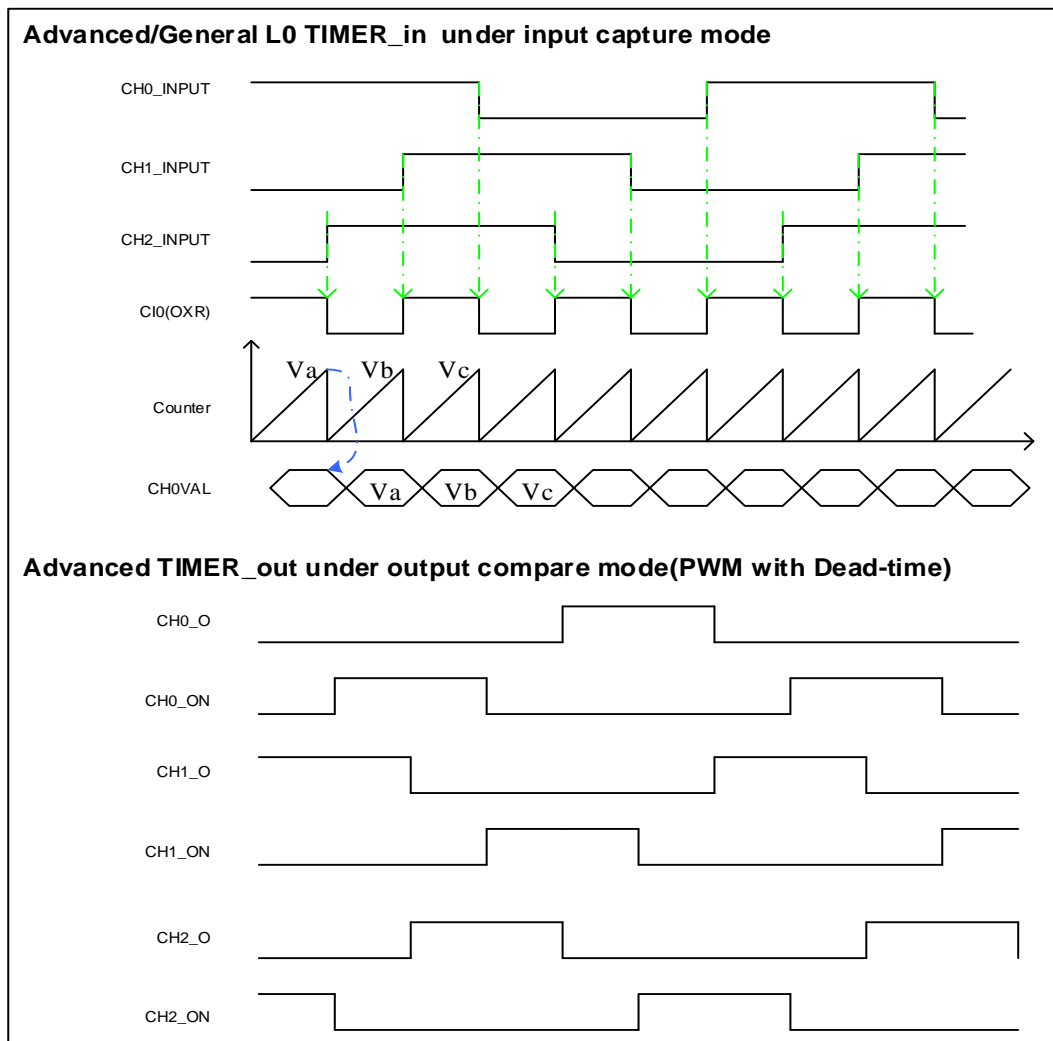 Advanced/General L0 TIMER_in under input capture mode
CH0_INPUT
CH1_INPUT
CH2_INPUT
CI0(OXR)
Va Vb Vc
Counter
CH0VAL
Va Vb Vc
Advanced TIMER_out under output compare mode(PWM with Dead-time)
CH0_O
CH0_ON
CH1_O
CH1_ON
CH2_O
CH2_ON